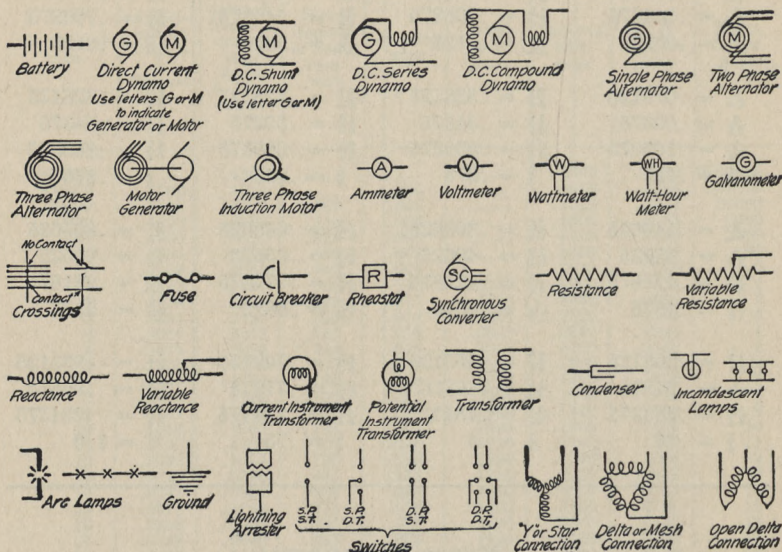 G
M
M
G
M
G
M
Battery
Direct Current
Dynamo
Use letters G or M
to indicate
Generator or Motor
D.C. Shunt
Dynamo
(Use letter G or M)
D.C. Series
Dynamo
D.C. Compound
Dynamo
Single Phase
Alternator
Two Phase
Alternator
A
V
W
WH
G
Three Phase
Alternator
Motor
Generator
Three Phase
Induction Motor
Ammeter
Voltmeter
Wattmeter
Watt-Hour
Meter
Galvanometer
No Contact
Contact
Crossings
Fuse
Circuit Breaker
R
Rheostat
SC
Synchronous
Converter
Resistance
Variable
Resistance
Reactance
Variable
Reactance
Current Instrument
Transformer
Potential
Instrument
Transformer
Transformer
Condenser
Incandescent
Lamps
Arc Lamps
Ground
Lightning
Arrester
S.P.
S.T.
S.P.
D.T.
D.P.
S.T.
D.P.
D.T.
Switches
"Y" or Star
Connection
Delta or Mesh
Connection
Open Delta
Connection